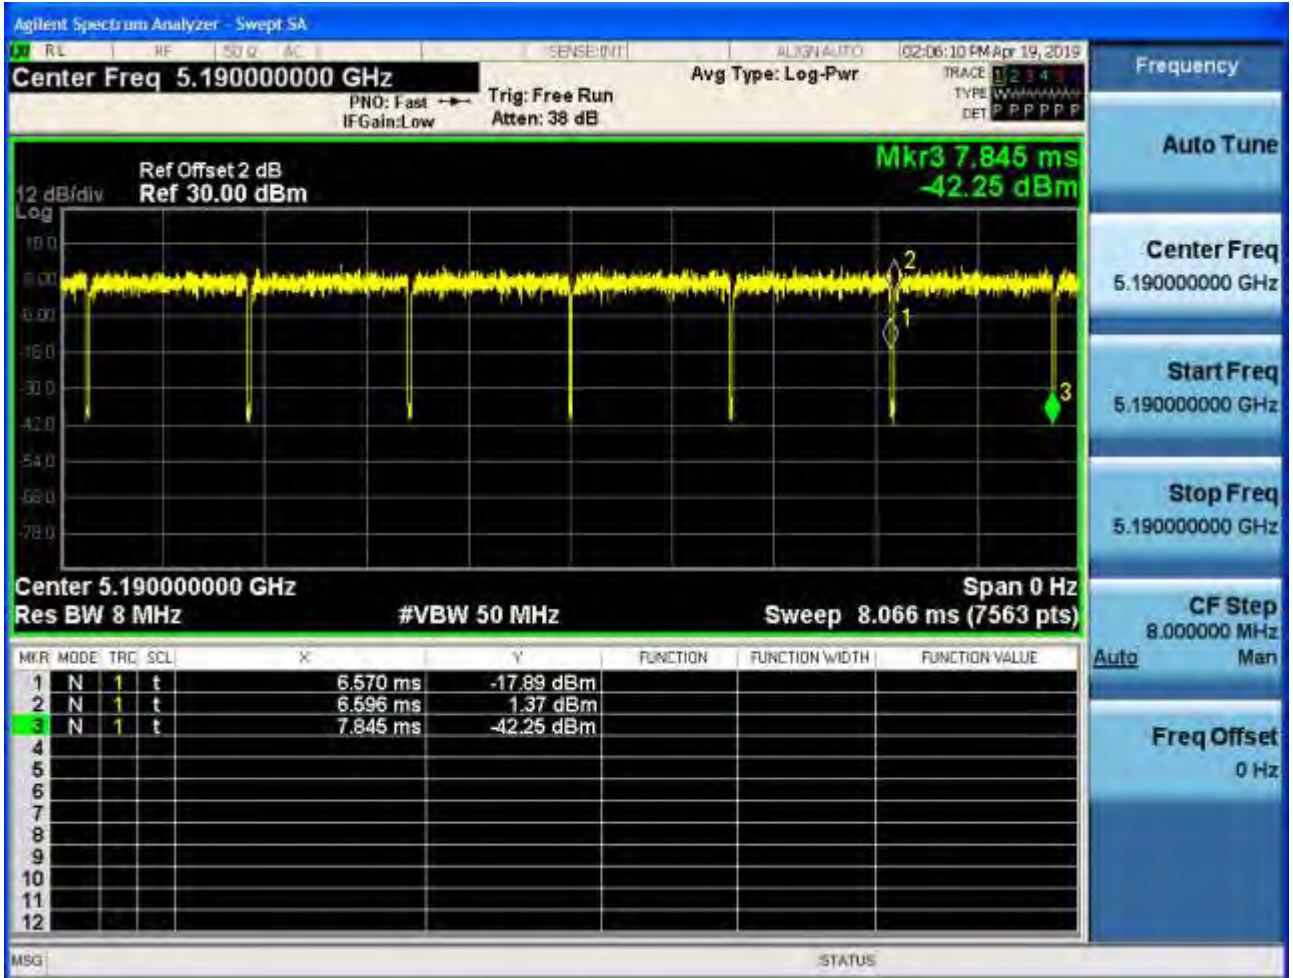 Agilent Spectrum Analyzer - Swept SA
RL RF 50 Ω AC SENSE:INT ALIGN AUTO 02:06:10 PM Apr 19, 2019
Center Freq 5.190000000 GHz
PNO: Fast
IFGain:Low
Trig: Free Run
Atten: 38 dB
Avg Type: Log-Pwr
TRACE 1 2 3 4
TYPE
DET P P P P P P
Frequency
Auto Tune
Center Freq
5.190000000 GHz
Start Freq
5.190000000 GHz
Stop Freq
5.190000000 GHz
CF Step
8.000000 MHz
Auto Man
Freq Offset
0 Hz
Mkr3 7.845 ms
-42.25 dBm
Ref Offset 2 dB
12 dB/div Ref 30.00 dBm
Log
18.0
-30.0
-42.0
-54.0
-66.0
-78.0
2
1
3
Center 5.190000000 GHz Span 0 Hz
Res BW 8 MHz #VBW 50 MHz Sweep 8.066 ms (7563 pts)
MKR MODE TRC SCL X Y FUNCTION FUNCTION WIDTH FUNCTION VALUE
1 N 1 t 6.570 ms -17.89 dBm
2 N 1 t 6.596 ms 1.37 dBm
3 N 1 t 7.845 ms -42.25 dBm
4
5
6
7
8
9
10
11
12
MSG STATUS